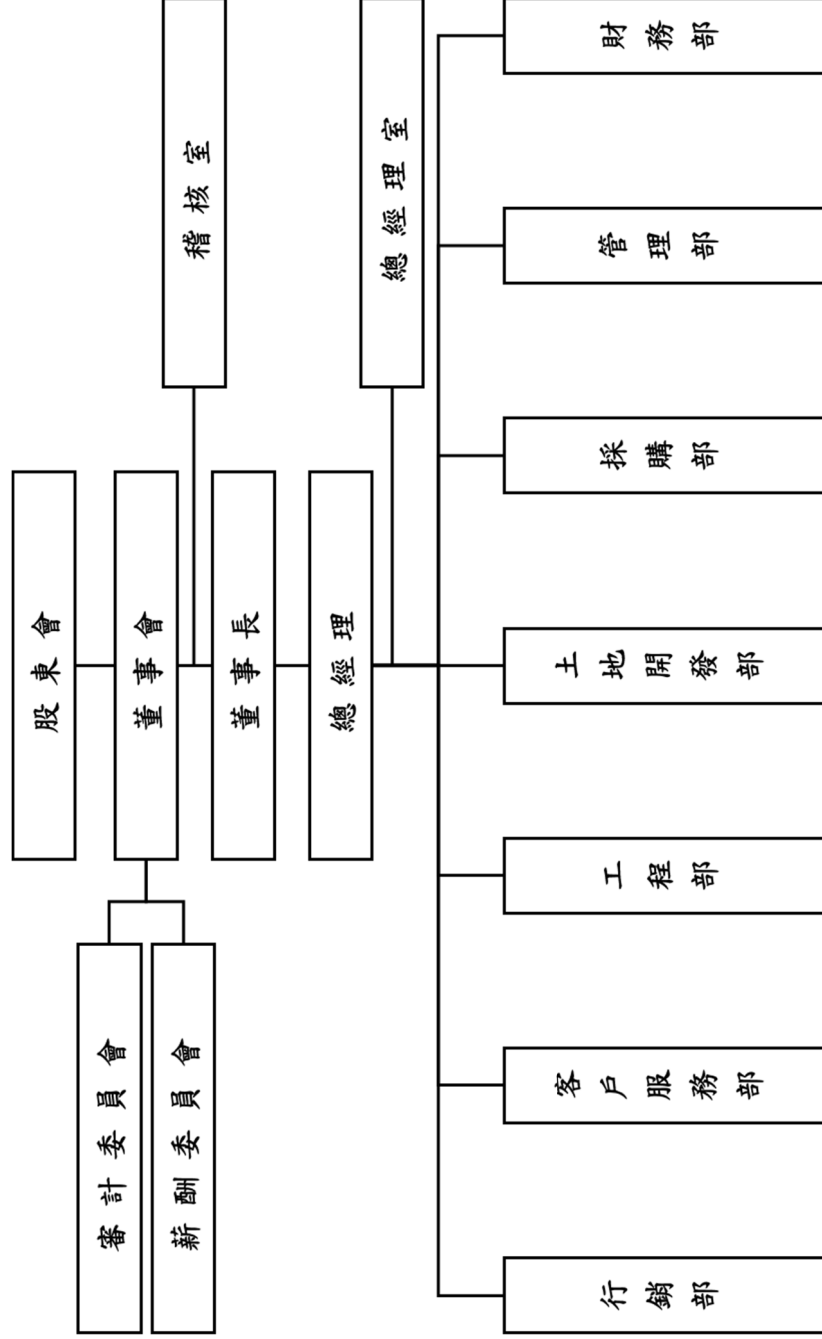 股東會
董事會
審計委員會
薪酬委員會
稽核室
董事長
總經理
總經理室
行銷部
客戶服務部
工程部
土地開發部
採購部
管理部
財務部